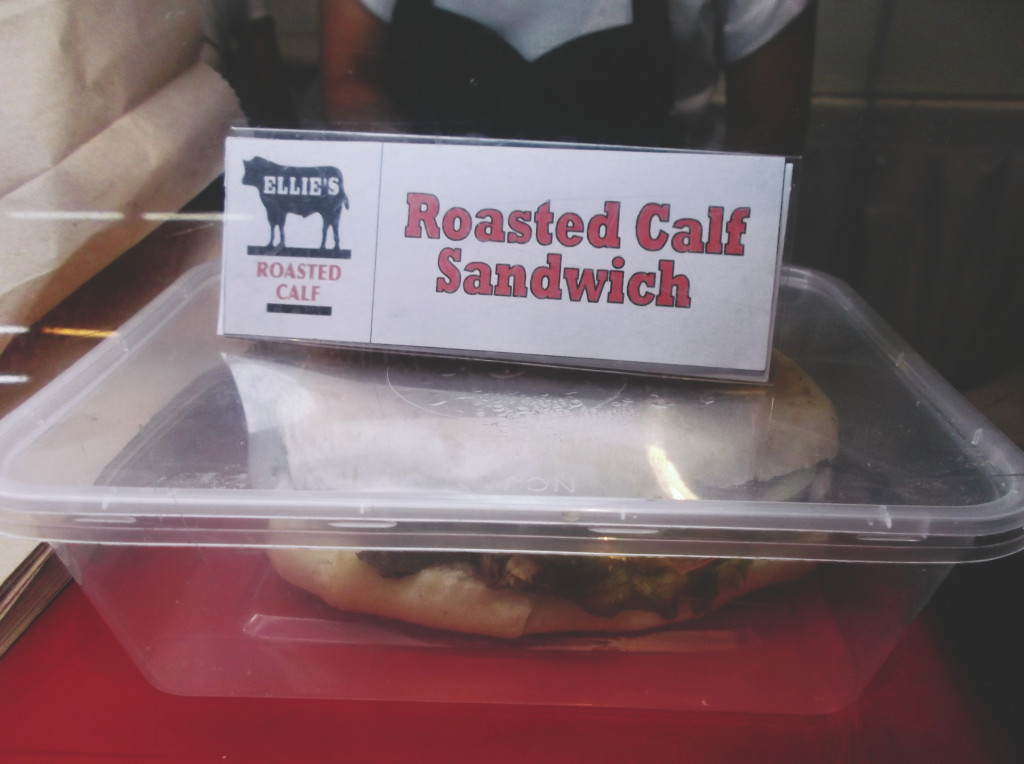 ELLIE'S
ROASTED
CALF
Roasted Calf
Sandwich